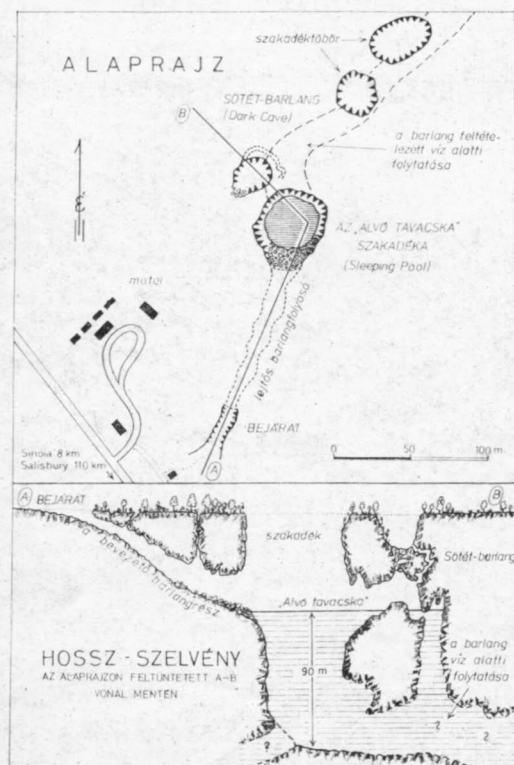 ALAPRAJZ
szakadéktöbör
SÖTÉT-BARLANG
(Dark Cave)
B
a barlang feltéte-
lezett víz alatti
folytatása
É
AZ „ALVÓ TAVACSKA"
SZAKADÉKA
(Sleeping Pool)
motel
lejtős barlangfolyosó
BEJÁRAT
Sinoia 8 km
Salisbury 110 km
A
0 50 100 m
A BEJÁRAT
B
szakadék
a bevezető barlangrész
Sötét-barlang
„Alvó tavacska"
90 m
a barlang
víz alatti
folytatása
HOSSZ-SZELVÉNY
AZ ALAPRAJZON FELTÜNTETETT A-B
VONAL MENTÉN
? ? ?